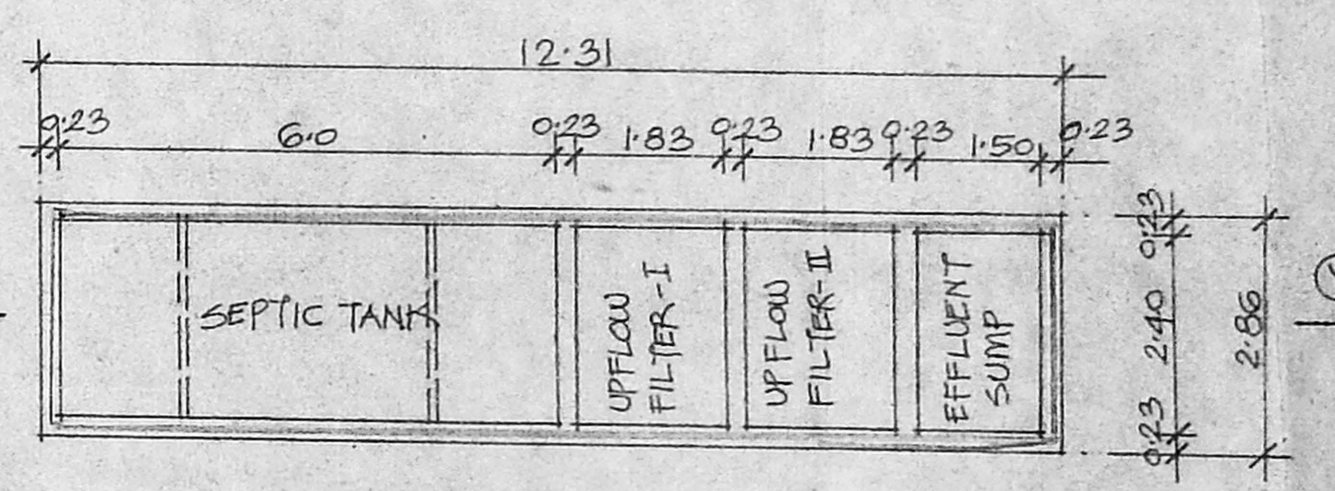 12.31
0.23 6.0 0.23 1.83 0.23 1.83 0.23 1.50 0.23
SEPTIC TANK
UPFLOW
FILTER-I
UPFLOW
FILTER-II
EFFLUENT
SUMP
0.23
2.40
0.23
2.86